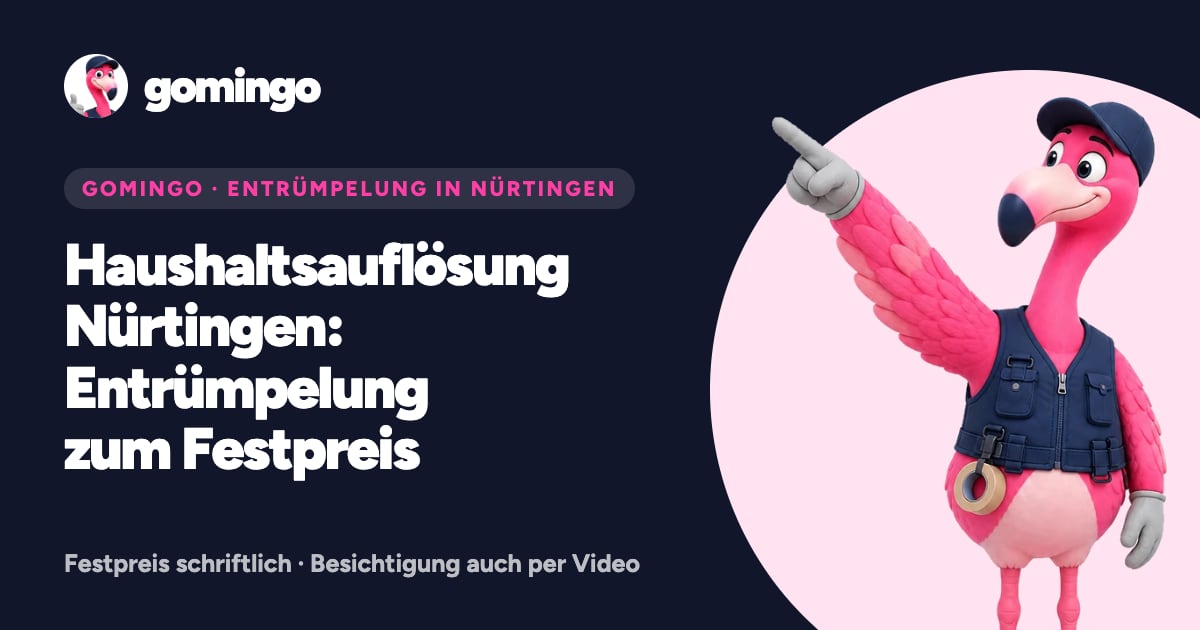 gomingo
GOMINGO · ENTRÜMPELUNG IN NÜRTINGEN
Haushaltsauflösung
Nürtingen:
Entrümpelung
zum Festpreis
Festpreis schriftlich · Besichtigung auch per Video